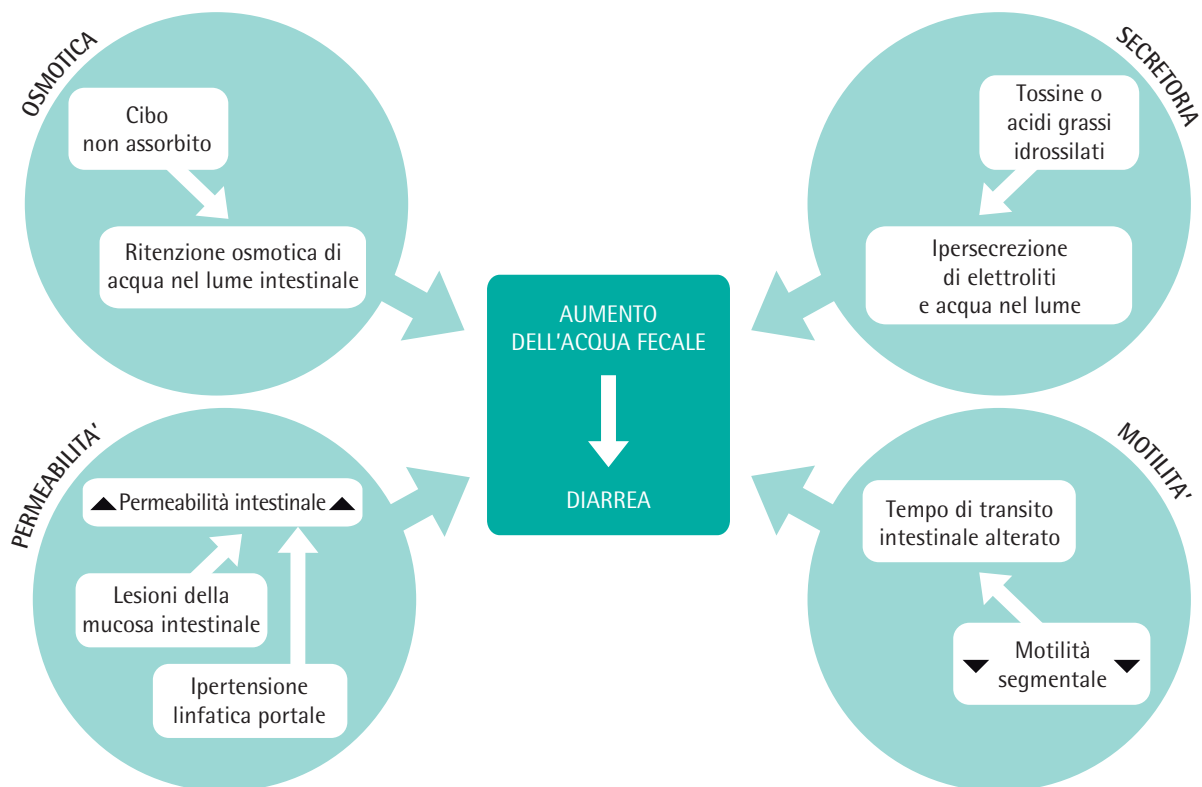 OSMOTICA
Cibo
non assorbito
Ritenzione osmotica di
acqua nel lume intestinale
SECRETORIA
Tossine o
acidi grassi
idrossilati
Ipersecrezione
di elettroliti
e acqua nel lume
AUMENTO
DELL'ACQUA FECALE
DIARREA
PERMEABILITA'
▲ Permeabilità intestinale ▲
Lesioni della
mucosa intestinale
Ipertensione
linfatica portale
MOTILITA'
Tempo di transito
intestinale alterato
▼ Motilità ▼
segmentale